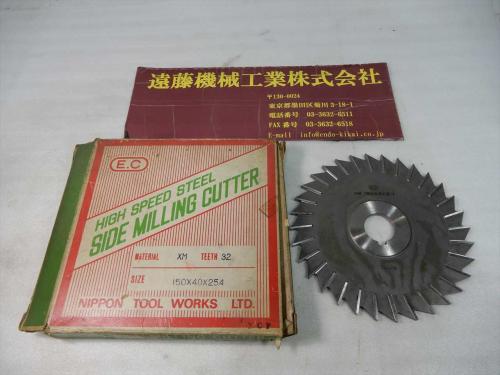 遠藤機械工業株式会社
〒130-0024
東京都墨田区菊川3-18-1
電話番号 03-3632-6511
FAX番号 03-3632-6518
E-mail info@endo-kikai.co.jp
E.C
HIGH SPEED STEEL
SIDE MILLING CUTTER
MATERIAL XM TEETH 32
SIZE 150X40X25.4
NIPPON TOOL WORKS LTD.